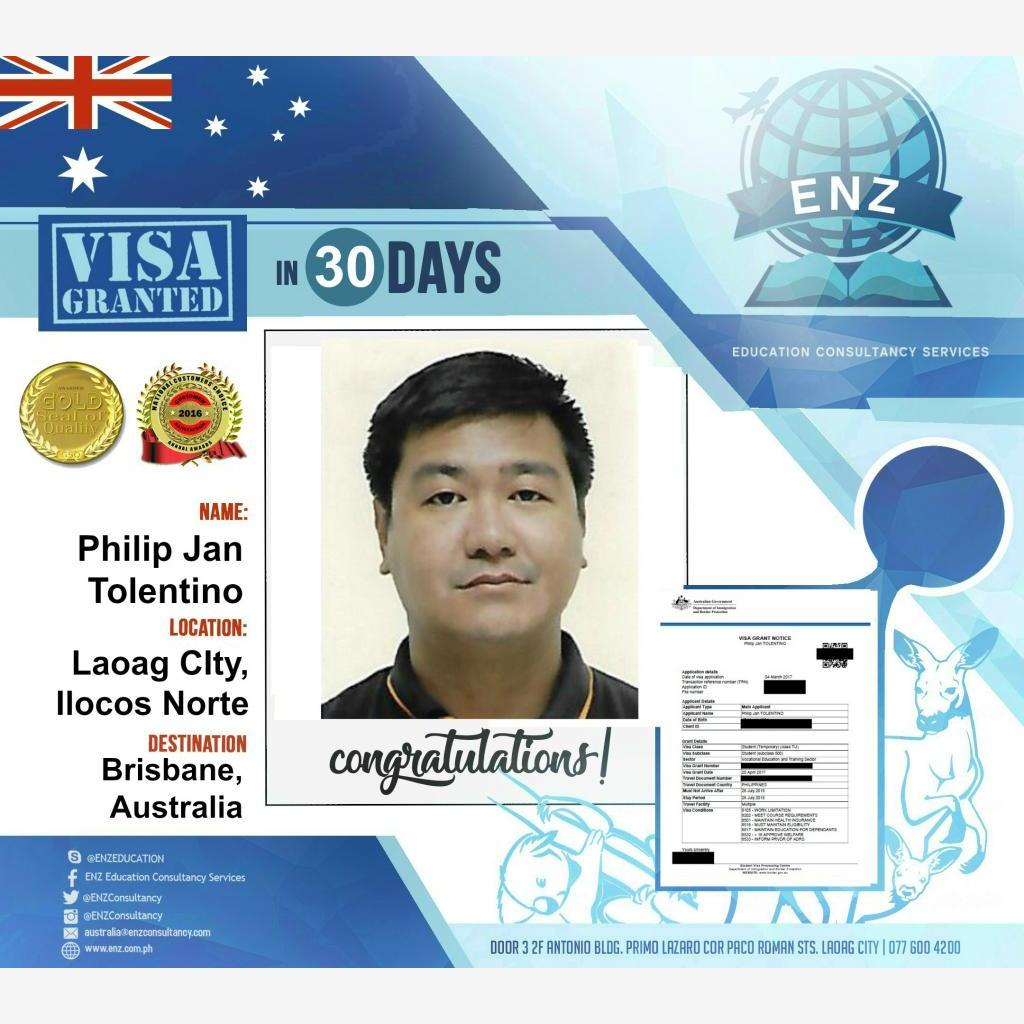 ENZ
EDUCATION CONSULTANCY SERVICES
VISA
GRANTED
IN 30 DAYS
AWARDED
GOLD
Seal of
Quality
NATIONAL CUSTOMERS' CHOICE
CUSTOMER
2016
SATISFACTION
ANNUAL AWARDS
NAME:
Philip Jan
Tolentino
LOCATION:
Laoag CIty,
Ilocos Norte
DESTINATION
Brisbane,
Australia
congratulations!
Australian Government
Department of Immigration
and Border Protection
VISA GRANT NOTICE
Philip Jan TOLENTINO
Application details
Date of visa application 04 March 2017
Transaction reference number (TRN)
Application ID
File number
Applicant Details
Applicant Type Main Applicant
Applicant Name Philip Jan TOLENTINO
Date of Birth
Client ID
Grant Details
Visa Class Student (Temporary) (class TU)
Visa Subclass Student (subclass 500)
Sector Vocational Education and Training Sector
Visa Grant Number
Visa Grant Date 20 April 2017
Travel Document Number
Travel Document Country PHILIPPINES
Must Not Arrive After
Stay Period
Travel Facility Multiple
Visa Conditions 8105 - WORK LIMITATION
8202 - MEET COURSE REQUIREMENTS
8501 - MAINTAIN HEALTH INSURANCE
8516 - MUST MAINTAIN ELIGIBILITY
8517 - MAINTAIN EDUCATION FOR DEPENDANTS
8532 - < 18 APPROVE WELFARE
8533 - INFORM PRVDR OF ADRS
Yours sincerely
Student Visa Processing Centre
Department of Immigration and Border Protection
WEBSITE: www.border.gov.au
@ENZEDUCATION
ENZ Education Consultancy Services
@ENZConsultancy
@ENZConsultancy
australia@enzconsultancy.com
www.enz.com.ph
DOOR 3 2F ANTONIO BLDG. PRIMO LAZARO COR PACO ROMAN STS. LAOAG CITY | 077 600 4200